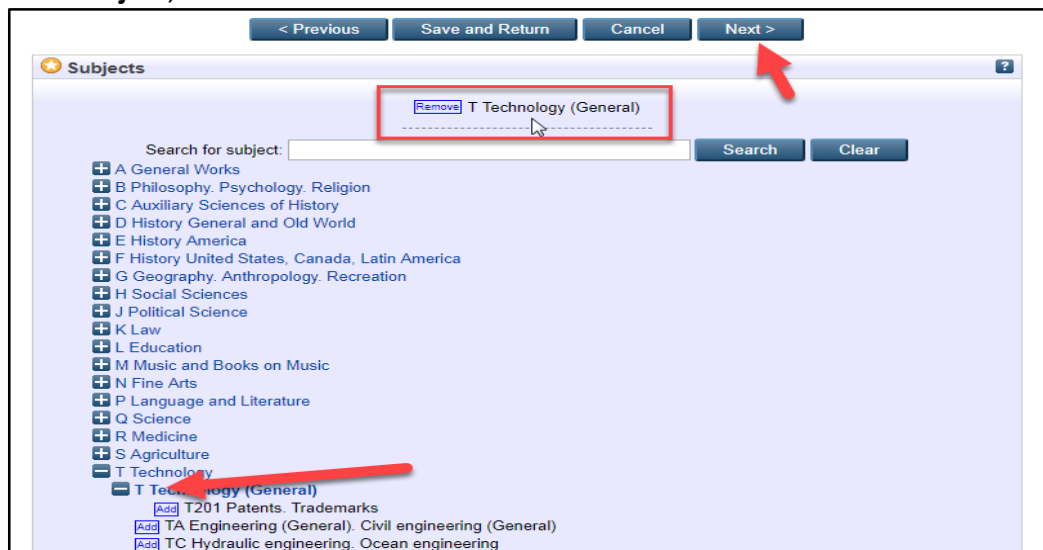 < Previous Save and Return Cancel Next >
Subjects ?
Remove T Technology (General)
Search for subject: Search Clear
A General Works
B Philosophy. Psychology. Religion
C Auxiliary Sciences of History
D History General and Old World
E History America
F History United States, Canada, Latin America
G Geography. Anthropology. Recreation
H Social Sciences
J Political Science
K Law
L Education
M Music and Books on Music
N Fine Arts
P Language and Literature
Q Science
R Medicine
S Agriculture
T Technology
T Technology (General)
Add T201 Patents. Trademarks
Add TA Engineering (General). Civil engineering (General)
Add TC Hydraulic engineering. Ocean engineering